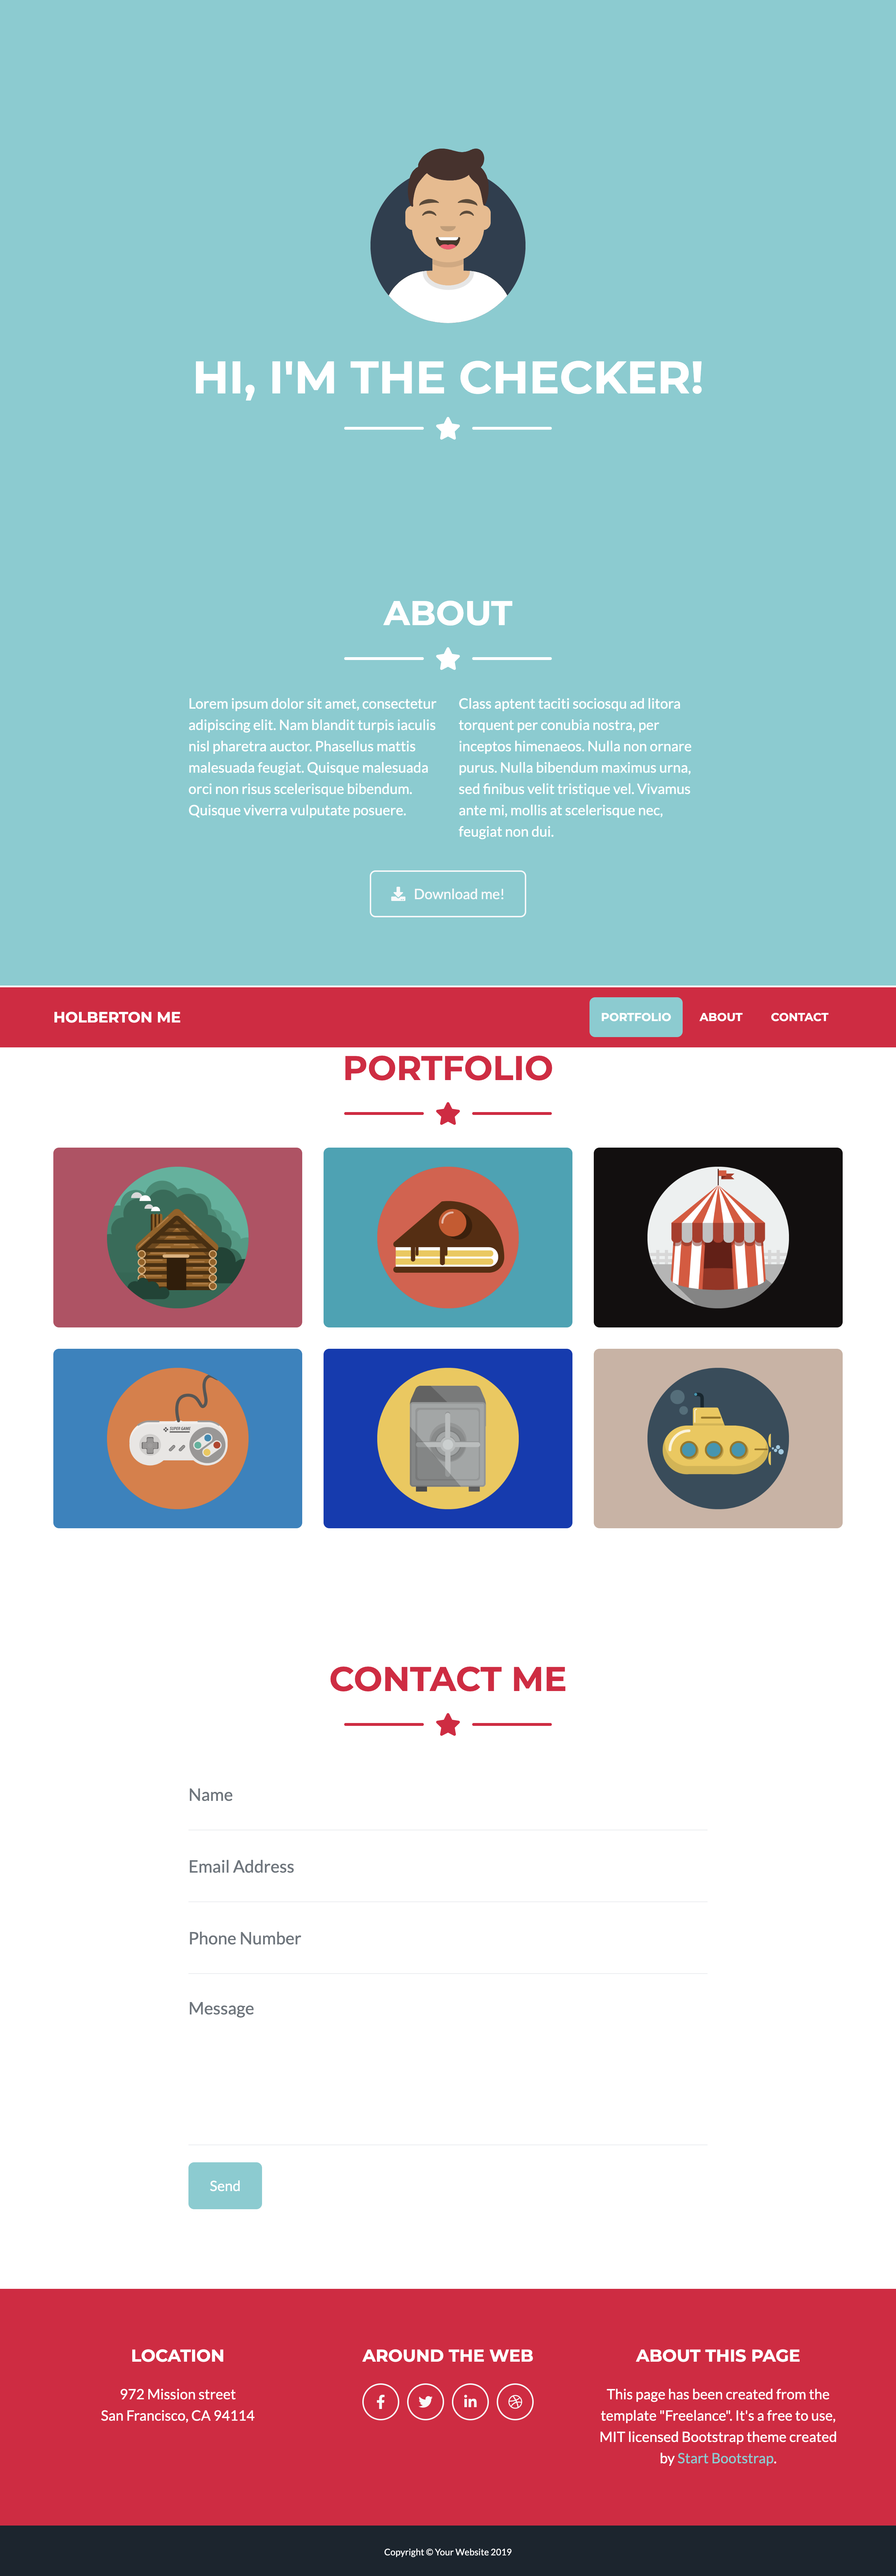 HI, I'M THE CHECKER!
ABOUT
Lorem ipsum dolor sit amet, consectetur
adipiscing elit. Nam blandit turpis iaculis
nisl pharetra auctor. Phasellus mattis
malesuada feugiat. Quisque malesuada
orci non risus scelerisque bibendum.
Quisque viverra vulputate posuere.
Class aptent taciti sociosqu ad litora
torquent per conubia nostra, per
inceptos himenaeos. Nulla non ornare
purus. Nulla bibendum maximus urna,
sed finibus velit tristique vel. Vivamus
ante mi, mollis at scelerisque nec,
feugiat non dui.
Download me!
HOLBERTON ME
PORTFOLIO
ABOUT
CONTACT
PORTFOLIO
SUPER GAME
CONTACT ME
Name
Email Address
Phone Number
Message
Send
LOCATION
972 Mission street
San Francisco, CA 94114
AROUND THE WEB
ABOUT THIS PAGE
This page has been created from the
template "Freelance". It's a free to use,
MIT licensed Bootstrap theme created
by Start Bootstrap.
Copyright © Your Website 2019